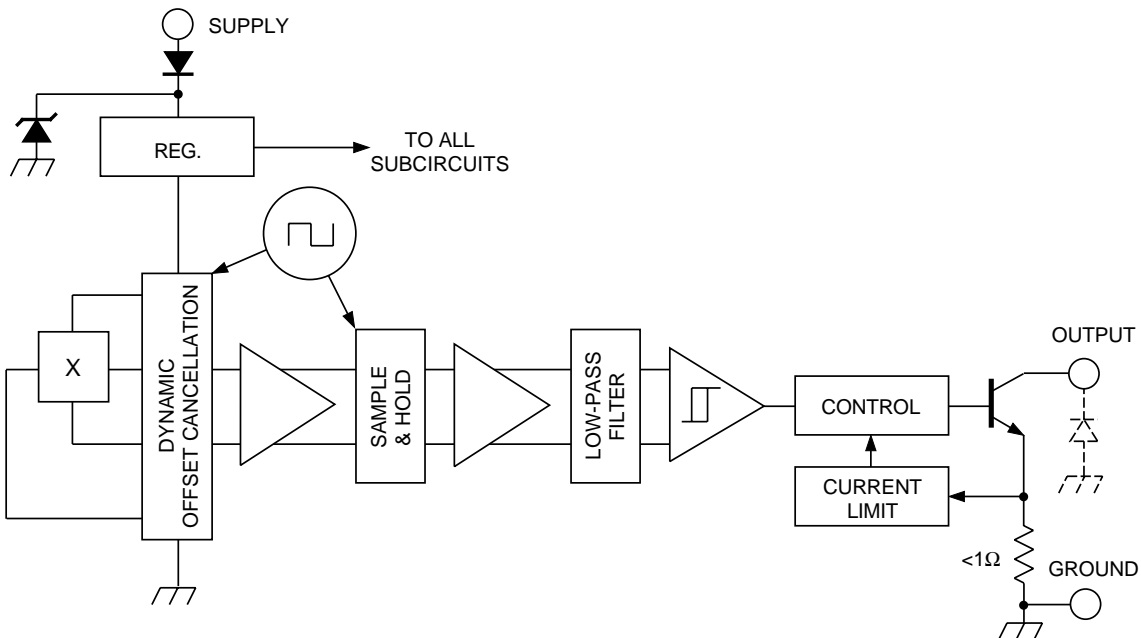 SUPPLY
REG.
TO ALL
SUBCIRCUITS
X
DYNAMIC
OFFSET CANCELLATION
SAMPLE
& HOLD
LOW-PASS
FILTER
CONTROL
CURRENT
LIMIT
OUTPUT
<1Ω
GROUND